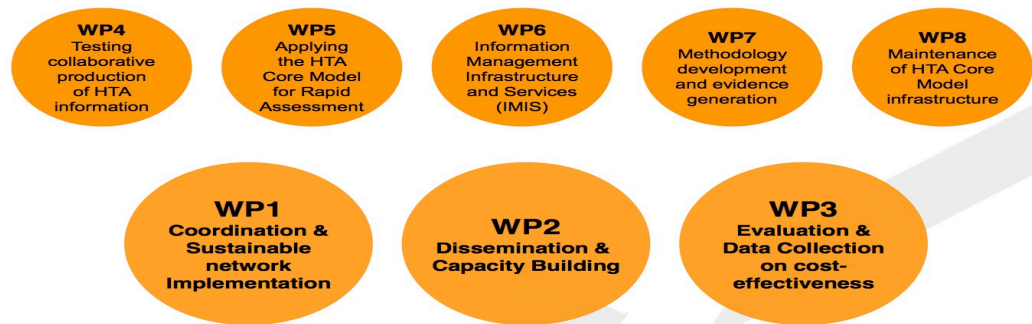 WP4
Testing
collaborative
production
of HTA
information
WP5
Applying
the HTA
Core Model
for Rapid
Assessment
WP6
Information
Management
Infrastructure
and Services
(IMIS)
WP7
Methodology
development
and evidence
generation
WP8
Maintenance
of HTA Core
Model
infrastructure
WP1
Coordination &
Sustainable
network
Implementation
WP2
Dissemination &
Capacity Building
WP3
Evaluation &
Data Collection
on cost-
effectiveness